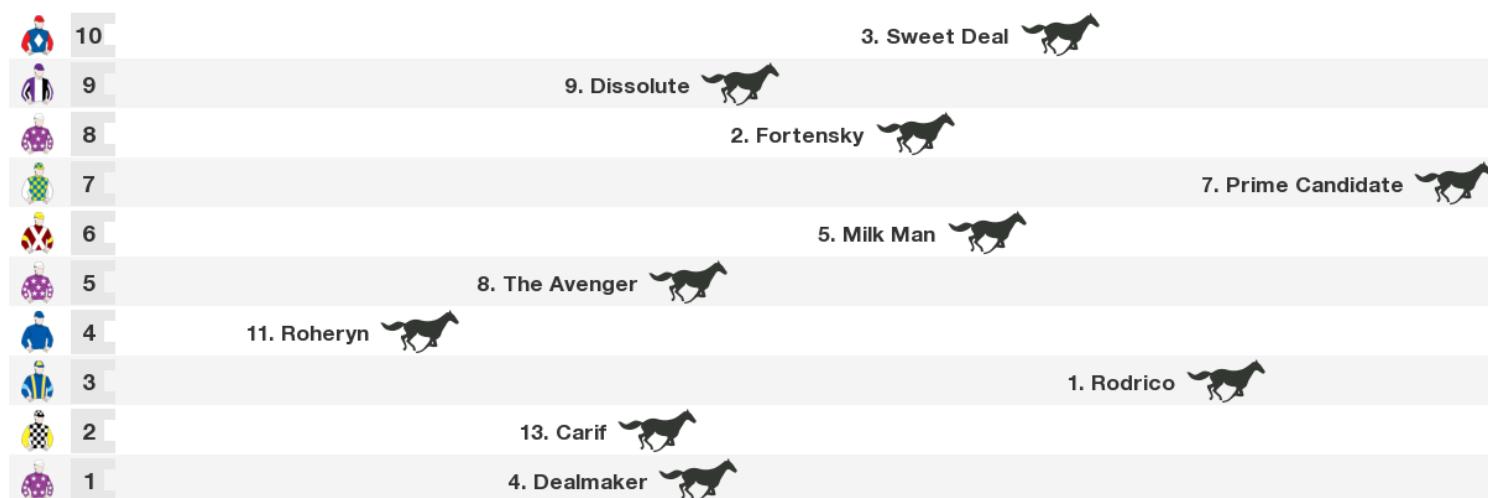 10 3. Sweet Deal
9 9. Dissolute
8 2. Fortensky
7 7. Prime Candidate
6 5. Milk Man
5 8. The Avenger
4 11. Roheryn
3 1. Rodrico
2 13. Carif
1 4. Dealmaker